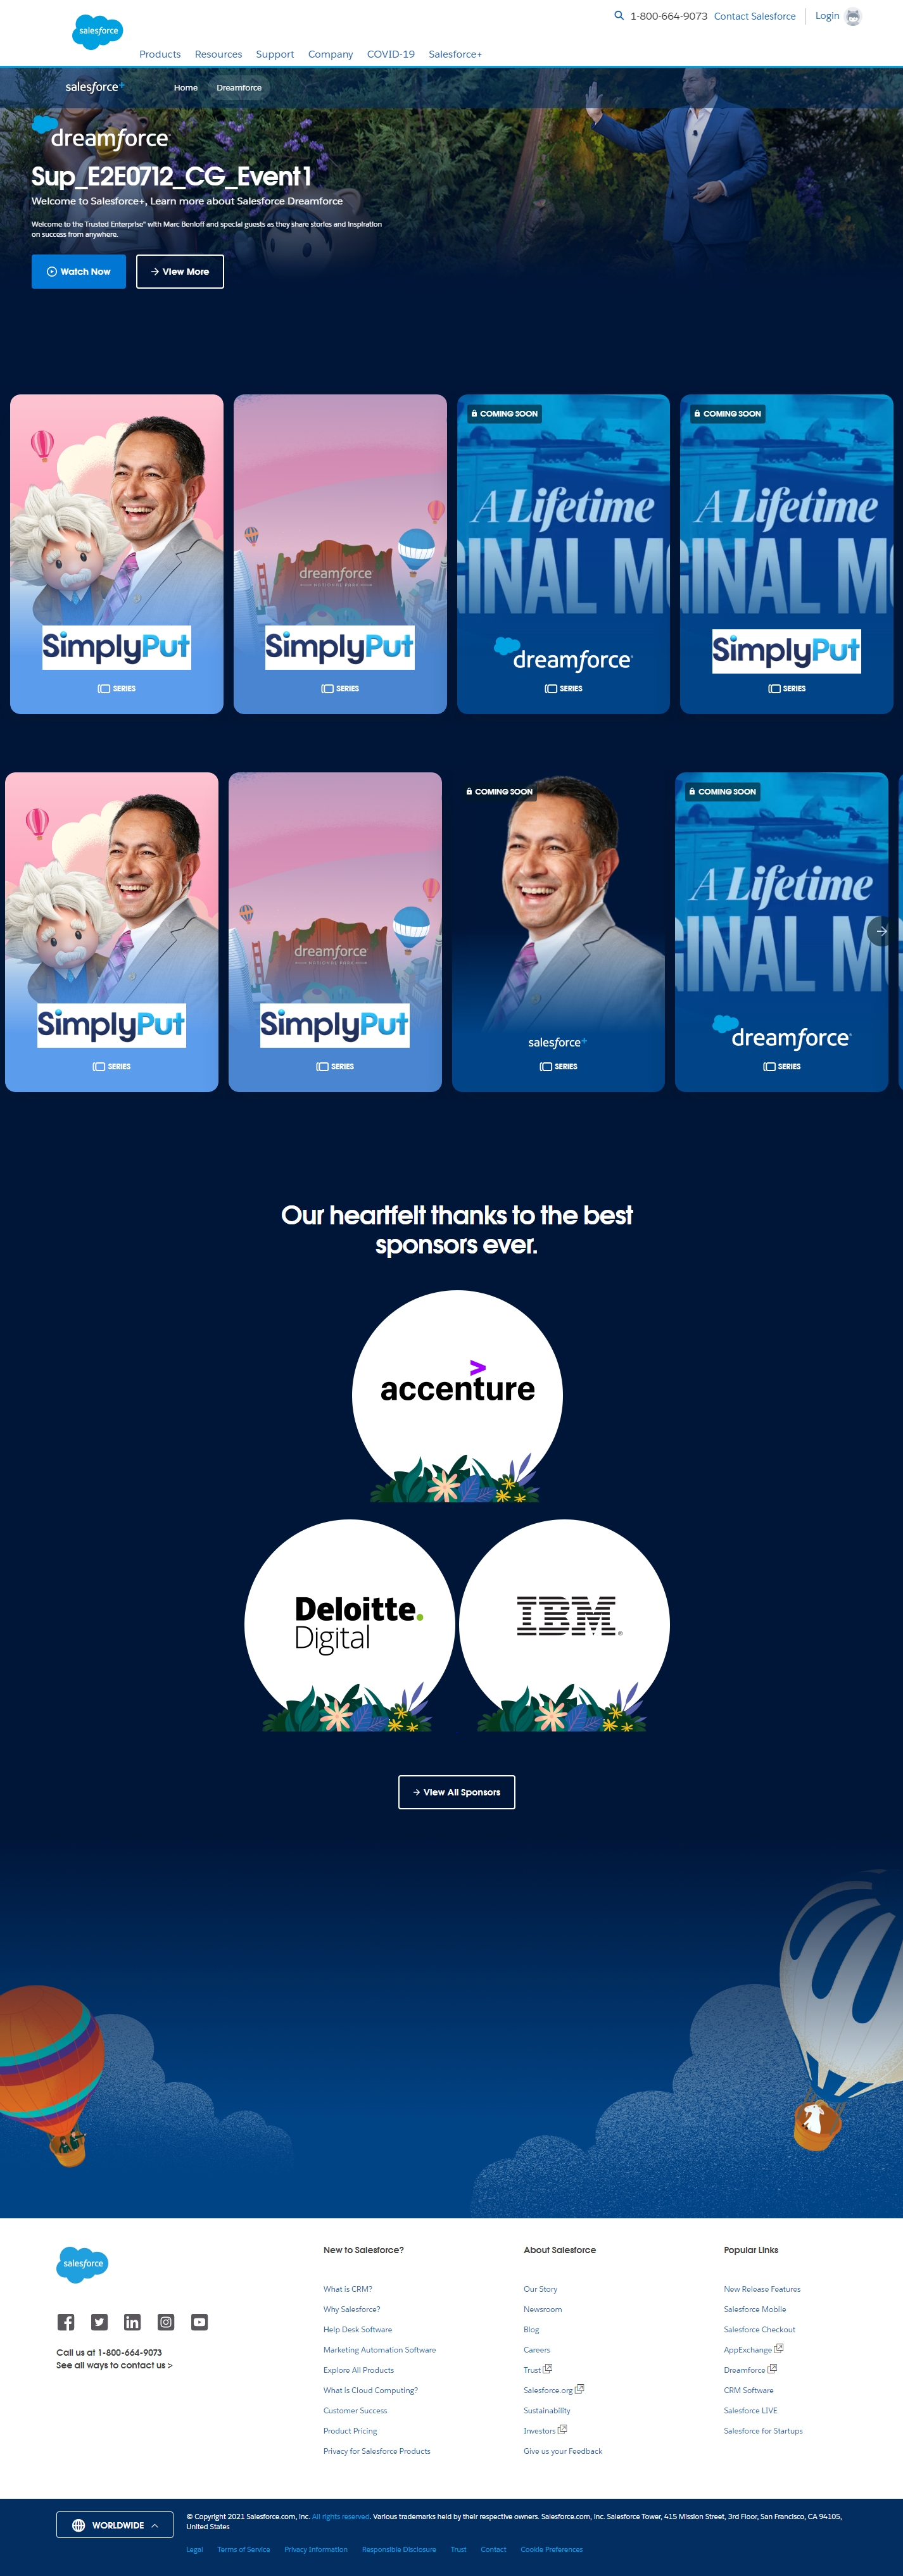 1-800-664-9073 Contact Salesforce Login
salesforce
Products Resources Support Company COVID-19 Salesforce+
salesforce+ Home Dreamforce
dreamforce
Sup_E2E0712_CG_Event1
Welcome to Salesforce+, Learn more about Salesforce Dreamforce
Welcome to the Trusted Enterprise" with Marc Benioff and special guests as they share stories and inspiration
on success from anywhere.
Watch Now
View More
COMING SOON
COMING SOON
A Lifetime
A Lifetime
INAL M
INAL M
dreamforce
NATIONAL PARK
SimplyPut
SimplyPut
dreamforce
SimplyPut
SERIES
SERIES
SERIES
SERIES
COMING SOON
COMING SOON
A Lifetime
INAL M
dreamforce
NATIONAL PARK
SimplyPut
SimplyPut
salesforce+
dreamforce
SERIES
SERIES
SERIES
SERIES
Our heartfelt thanks to the best
sponsors ever.
accenture
Deloitte.
Digital
IBM
View All Sponsors
salesforce
Call us at 1-800-664-9073
See all ways to contact us >
New to Salesforce?
What is CRM?
Why Salesforce?
Help Desk Software
Marketing Automation Software
Explore All Products
What is Cloud Computing?
Customer Success
Product Pricing
Privacy for Salesforce Products
About Salesforce
Our Story
Newsroom
Blog
Careers
Trust
Salesforce.org
Sustainability
Investors
Give us your Feedback
Popular Links
New Release Features
Salesforce Mobile
Salesforce Checkout
AppExchange
Dreamforce
CRM Software
Salesforce LIVE
Salesforce for Startups
WORLDWIDE
© Copyright 2021 Salesforce.com, inc. All rights reserved. Various trademarks held by their respective owners. Salesforce.com, inc. Salesforce Tower, 415 Mission Street, 3rd Floor, San Francisco, CA 94105,
United States
Legal Terms of Service Privacy Information Responsible Disclosure Trust Contact Cookie Preferences